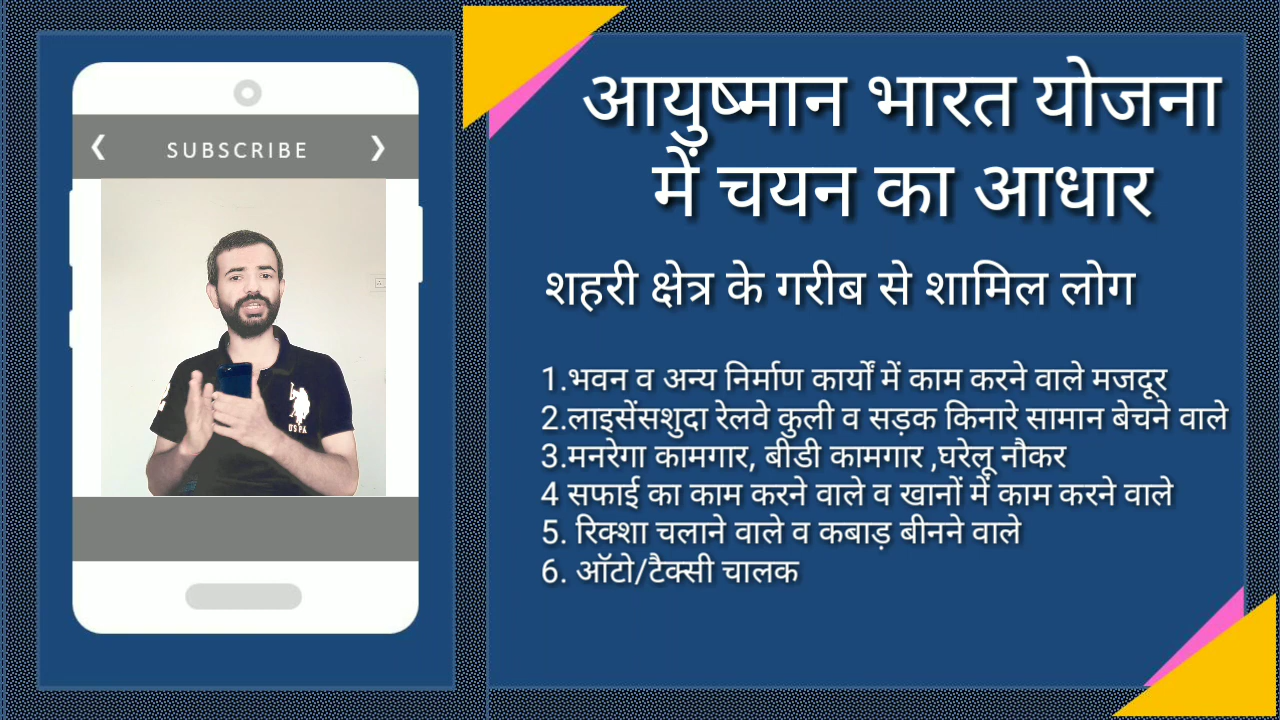 SUBSCRIBE
U.S.P.A.
आयुष्मान भारत योजना
में चयन का आधार
शहरी क्षेत्र के गरीब से शामिल लोग
1.भवन व अन्य निर्माण कार्यों में काम करने वाले मजदूर
2.लाइसेंसशुदा रेलवे कुली व सड़क किनारे सामान बेचने वाले
3.मनरेगा कामगार, बीडी कामगार ,घरेलू नौकर
4 सफाई का काम करने वाले व खानों में काम करने वाले
5. रिक्शा चलाने वाले व कबाड़ बीनने वाले
6. ऑटो/टैक्सी चालक